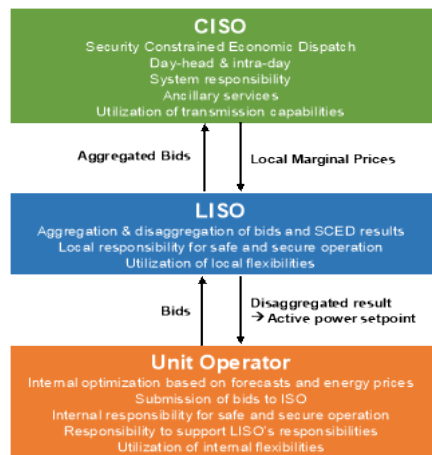 CISO
Security Constrained Economic Dispatch
Day-head & intra-day
System responsibility
Ancillary services
Utilization of transmission capabilities
Aggregated Bids
Local Marginal Prices
LISO
Aggregation & disaggregation of bids and SCED results
Local responsibility for safe and secure operation
Utilization of local flexibilities
Bids
Disaggregated result
→ Active power setpoint
Unit Operator
Internal optimization based on forecasts and energy prices
Submission of bids to ISO
Internal responsibility for safe and secure operation
Responsibility to support LISO's responsibilities
Utilization of internal flexibilities